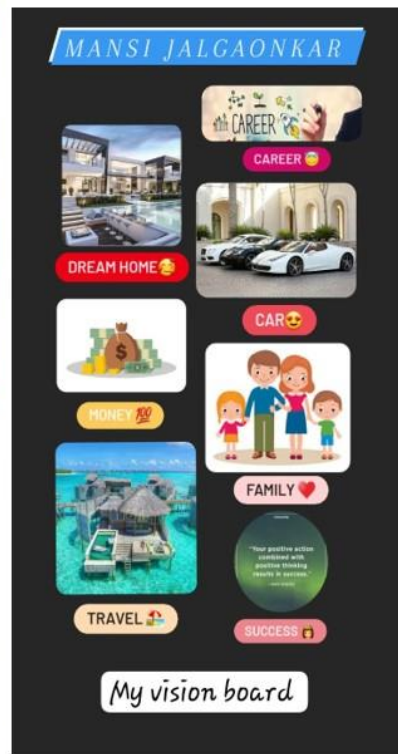 MANSI JALGAONKAR
CAREER
CAREER 😇
DREAM HOME🥰
CAR😍
$
MONEY 💯
FAMILY ❤️
"Your positive action
combined with
positive thinking
results in success."
TRAVEL 🏖️
SUCCESS 👸
My vision board